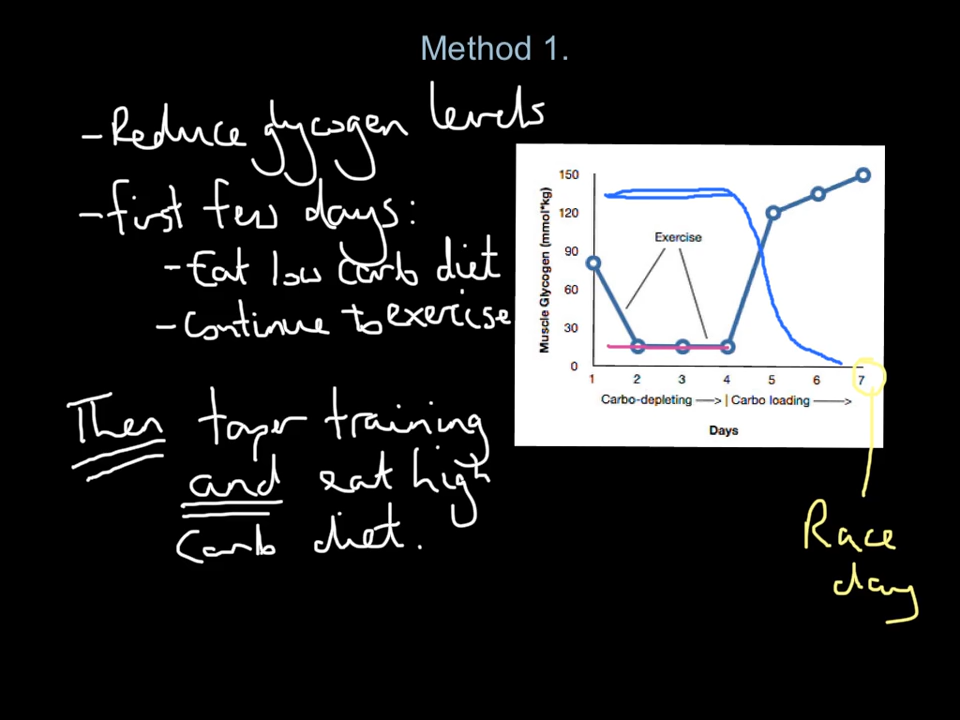 Method 1.
- Reduce glycogen levels
- first few days:
- Eat low carb diet
- Continue to exercise
Then taper training
and eat high
carb diet.
Muscle Glycogen (mmol*kg)
150
120
90
60
30
0
Exercise
1 2 3 4 5 6 7
Carbo-depleting —> | Carbo loading ——>
Days
Race
day